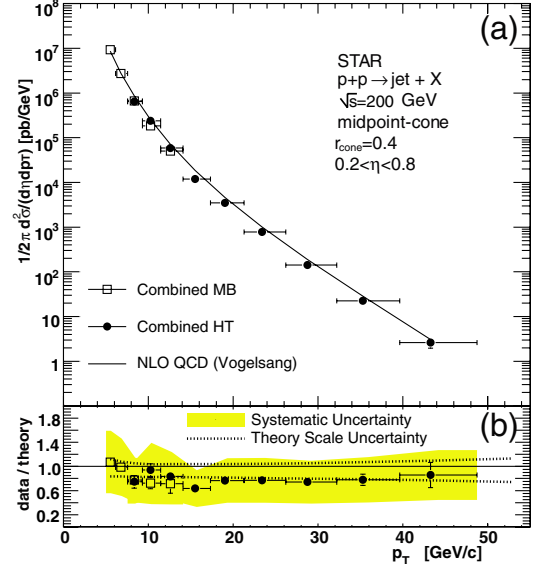 (a)
STAR
p+p → jet + X
√s=200 GeV
midpoint-cone
r_cone=0.4
0.2<η<0.8
10^7
10^6
10^5
10^4
10^3
10^2
10
1
1/2π d²σ/(dηdp_T) [pb/GeV]
Combined MB
Combined HT
NLO QCD (Vogelsang)
(b)
Systematic Uncertainty
Theory Scale Uncertainty
1.8
1.4
1.0
0.6
0.2
data / theory
0 10 20 30 40 50
p_T [GeV/c]